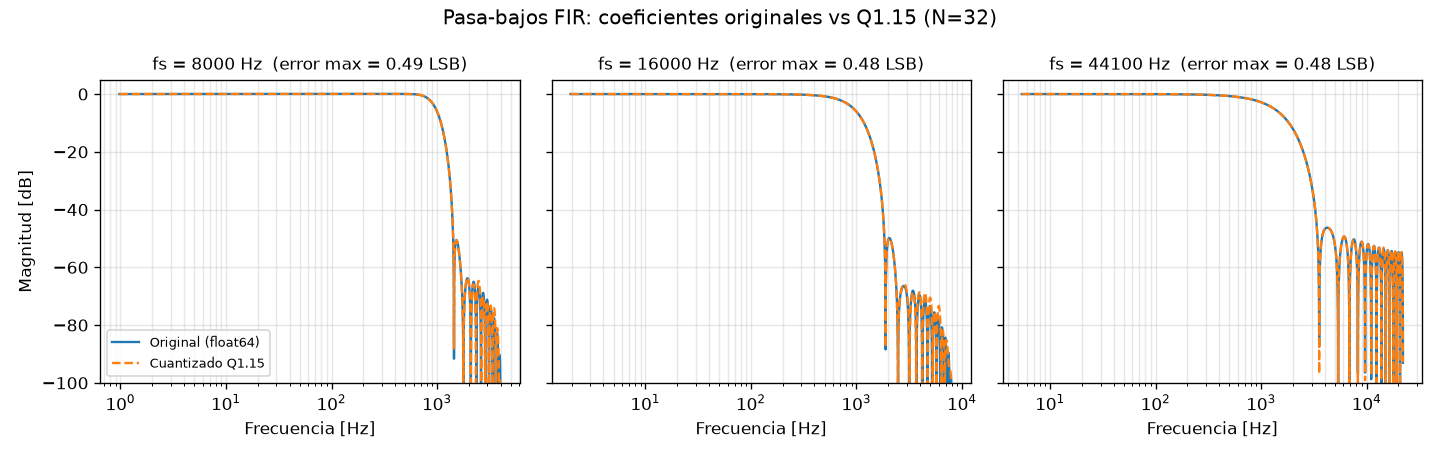 Pasa-bajos FIR: coeficientes originales vs Q1.15 (N=32)
fs = 8000 Hz (error max = 0.49 LSB)
fs = 16000 Hz (error max = 0.48 LSB)
fs = 44100 Hz (error max = 0.48 LSB)
Magnitud [dB]
0
−20
−40
−60
−80
−100
Original (float64)
Cuantizado Q1.15
10⁰
10¹
10²
10³
10¹
10²
10³
10⁴
10¹
10²
10³
10⁴
Frecuencia [Hz]
Frecuencia [Hz]
Frecuencia [Hz]